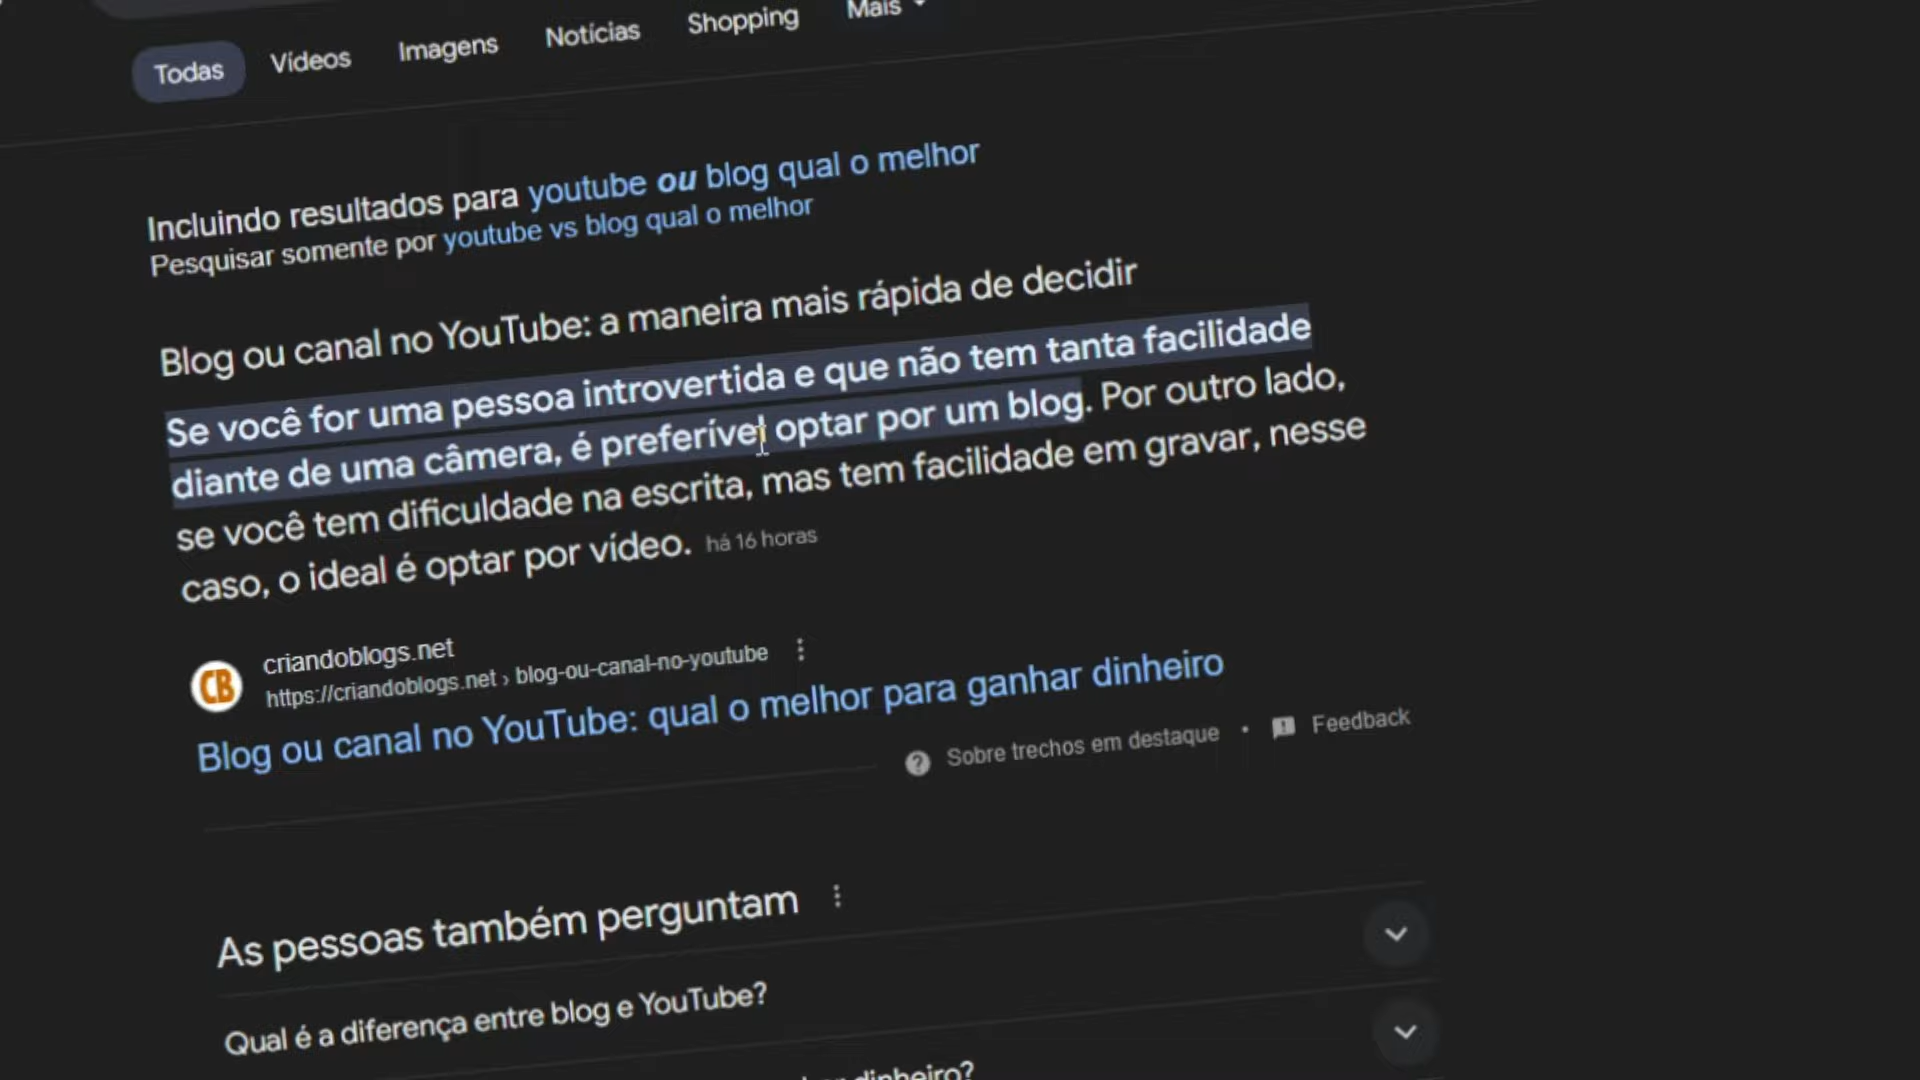 Todas Vídeos Imagens Notícias Shopping Mais
Incluindo resultados para youtube ou blog qual o melhor
Pesquisar somente por youtube vs blog qual o melhor
Blog ou canal no YouTube: a maneira mais rápida de decidir
Se você for uma pessoa introvertida e que não tem tanta facilidade
diante de uma câmera, é preferível optar por um blog. Por outro lado,
se você tem dificuldade na escrita, mas tem facilidade em gravar, nesse
caso, o ideal é optar por vídeo. há 16 horas
CB
criandoblogs.net
https://criandoblogs.net › blog-ou-canal-no-youtube
Blog ou canal no YouTube: qual o melhor para ganhar dinheiro
Sobre trechos em destaque • Feedback
As pessoas também perguntam
Qual é a diferença entre blog e YouTube?
dinheiro?